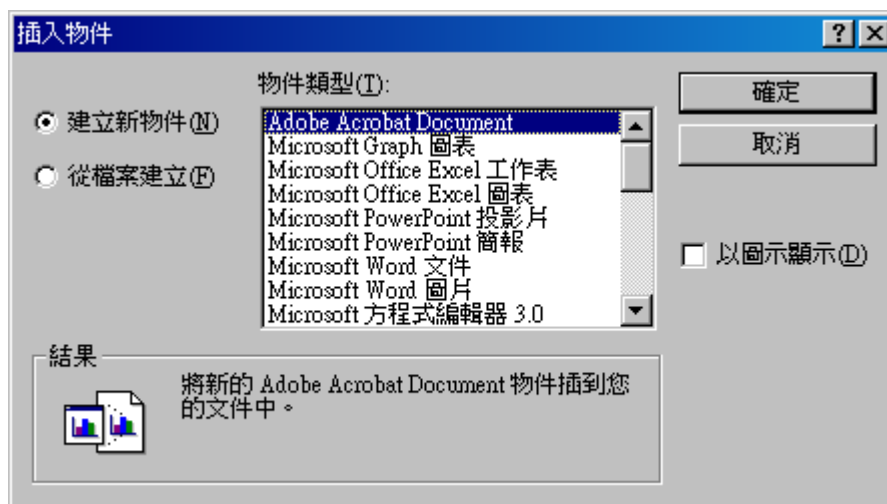 插入物件
物件類型(T):
建立新物件(N)
從檔案建立(F)
Adobe Acrobat Document
Microsoft Graph 圖表
Microsoft Office Excel 工作表
Microsoft Office Excel 圖表
Microsoft PowerPoint 投影片
Microsoft PowerPoint 簡報
Microsoft Word 文件
Microsoft Word 圖片
Microsoft 方程式編輯器 3.0
確定
取消
以圖示顯示(D)
結果
將新的 Adobe Acrobat Document 物件插到您
的文件中。